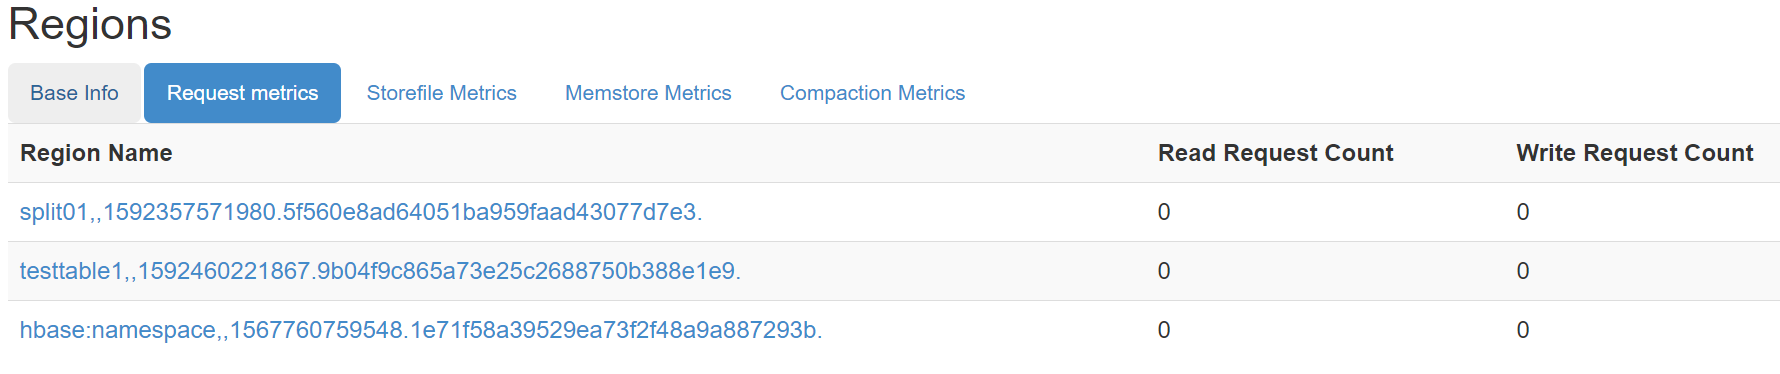 Regions
Base Info Request metrics Storefile Metrics Memstore Metrics Compaction Metrics
Region Name Read Request Count Write Request Count
split01,,1592357571980.5f560e8ad64051ba959faad43077d7e3. 0 0
testtable1,,1592460221867.9b04f9c865a73e25c2688750b388e1e9. 0 0
hbase:namespace,,1567760759548.1e71f58a39529ea73f2f48a9a887293b. 0 0